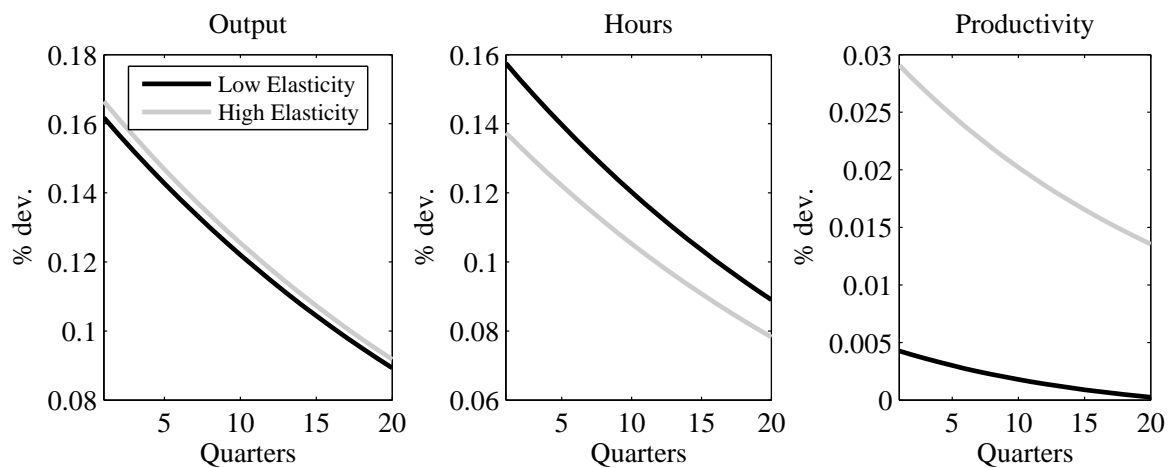 Output
0.18
0.16
0.14
0.12
0.1
0.08
% dev.
Low Elasticity
High Elasticity
5
10
15
20
Quarters
Hours
0.16
0.14
0.12
0.1
0.08
0.06
% dev.
5
10
15
20
Quarters
Productivity
0.03
0.025
0.02
0.015
0.01
0.005
0
% dev.
5
10
15
20
Quarters